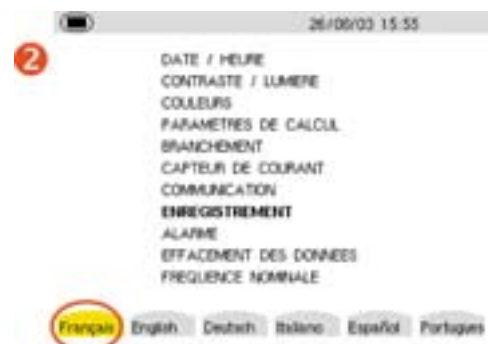 26/08/03 15:55
2
DATE / HEURE
CONTRASTE / LUMIERE
COULEURS
PARAMETRES DE CALCUL
BRANCHEMENT
CAPTEUR DE COURANT
COMMUNICATION
ENREGISTREMENT
ALARME
EFFACEMENT DES DONNEES
FREQUENCE NOMINALE
Français English Deutsch Italiano Español Portugues